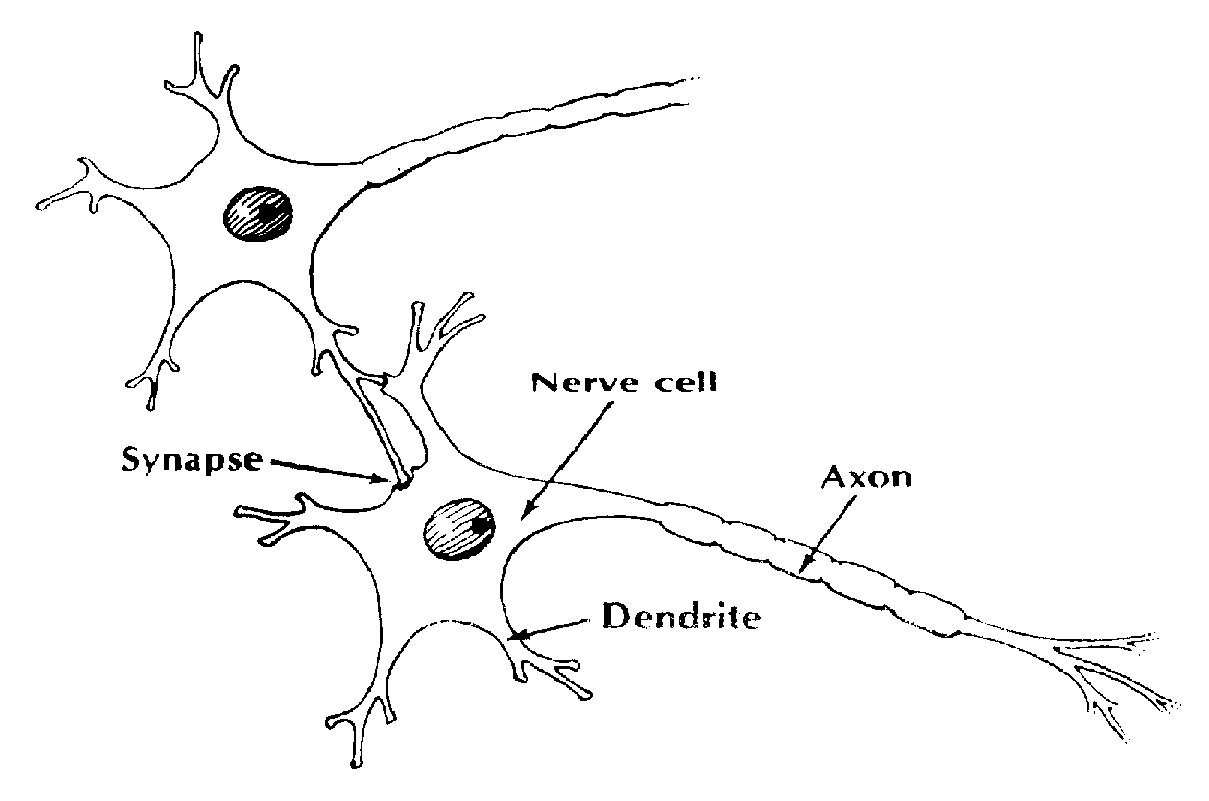 Nerve cell
Synapse
Axon
Dendrite